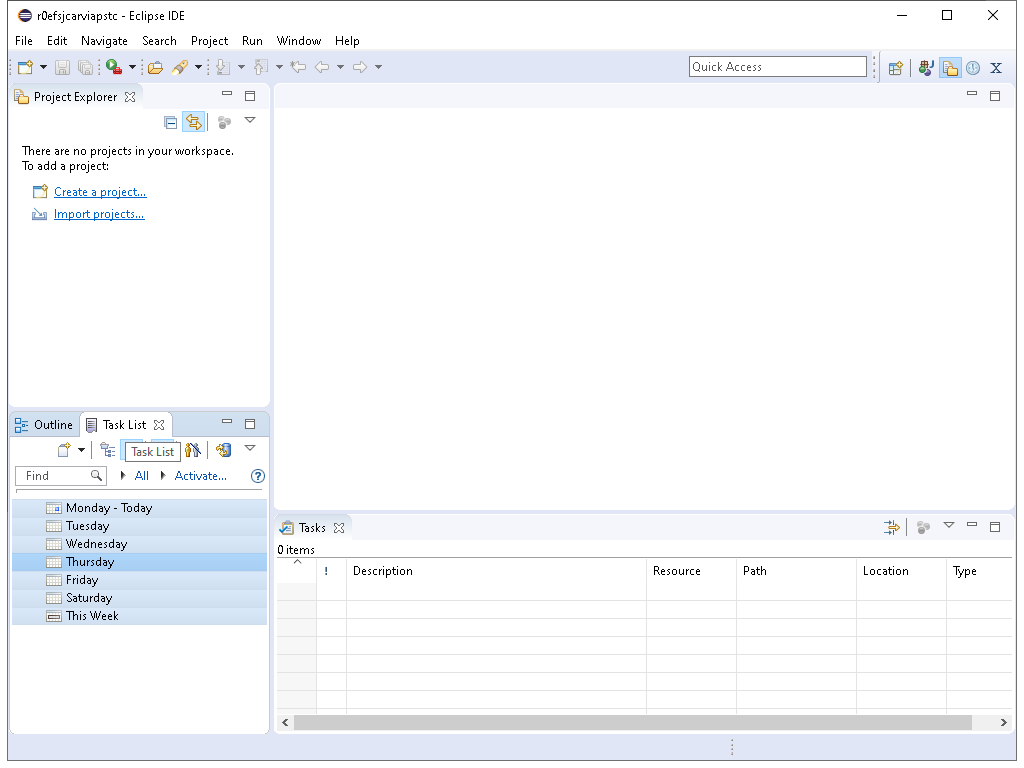 r0efsjcarviapstc - Eclipse IDE
File Edit Navigate Search Project Run Window Help
Quick Access
Project Explorer
There are no projects in your workspace.
To add a project:
Create a project...
Import projects...
Outline Task List
Task List
Find All Activate...
Monday - Today
Tuesday
Wednesday
Thursday
Friday
Saturday
This Week
Tasks
0 items
! Description Resource Path Location Type